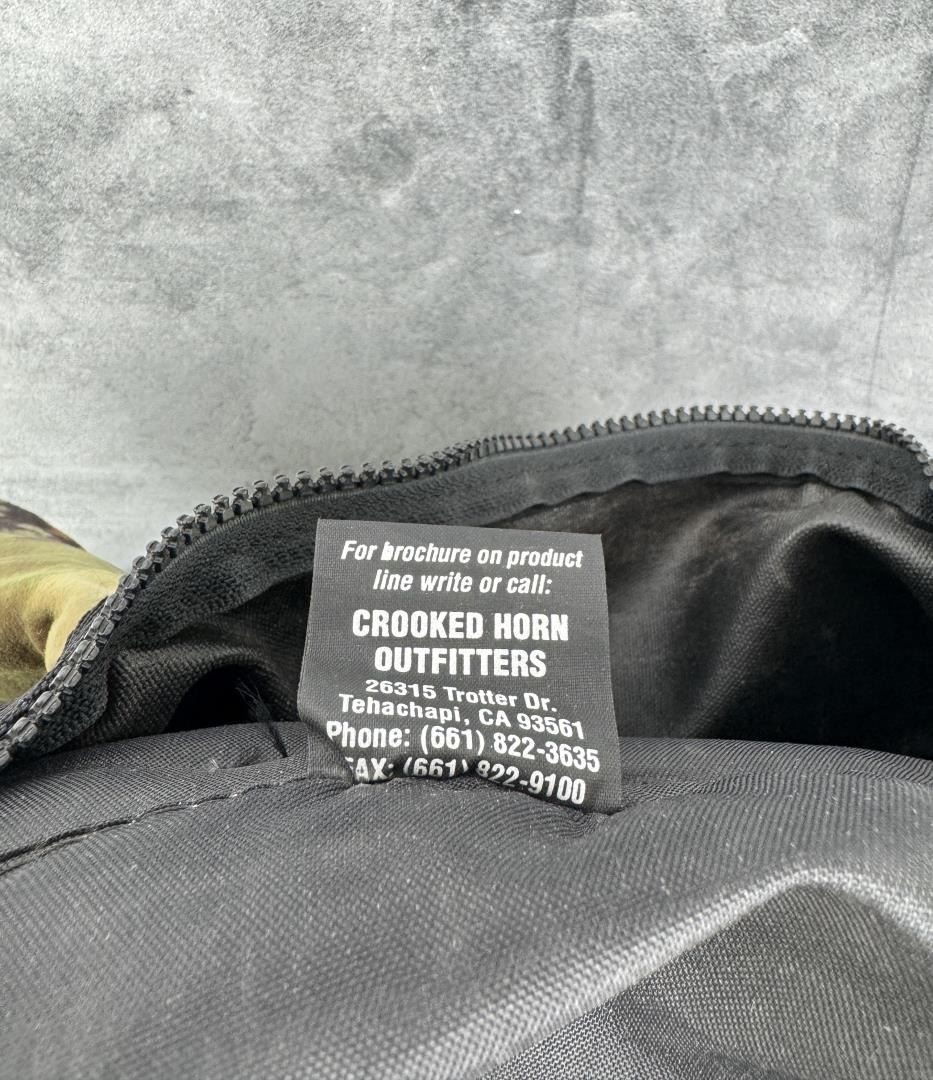 For brochure on product
line write or call:
CROOKED HORN
OUTFITTERS
26315 Trotter Dr.
Tehachapi, CA 93561
Phone: (661) 822-3635
FAX: (661) 822-9100